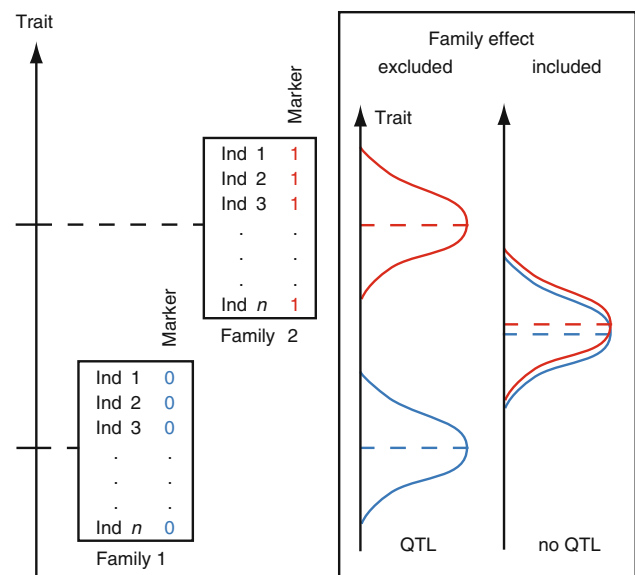 Trait
Marker
Ind 1 1
Ind 2 1
Ind 3 1
. .
. .
. .
Ind n 1
Family 2
Marker
Ind 1 0
Ind 2 0
Ind 3 0
. .
. .
. .
Ind n 0
Family 1
Family effect
excluded included
Trait
QTL no QTL